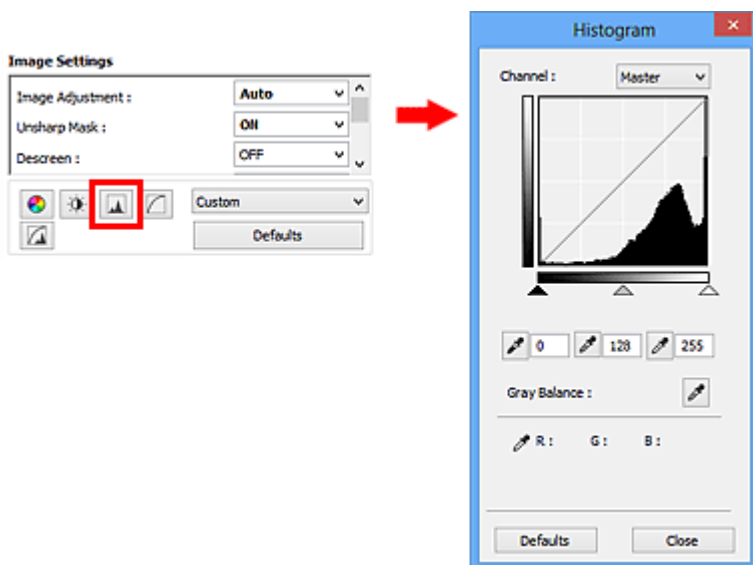 Image Settings
Image Adjustment :
Auto
Unsharp Mask :
ON
Descreen :
OFF
Custom
Defaults
Histogram
Channel :
Master
0
128
255
Gray Balance :
R :
G :
B :
Defaults
Close